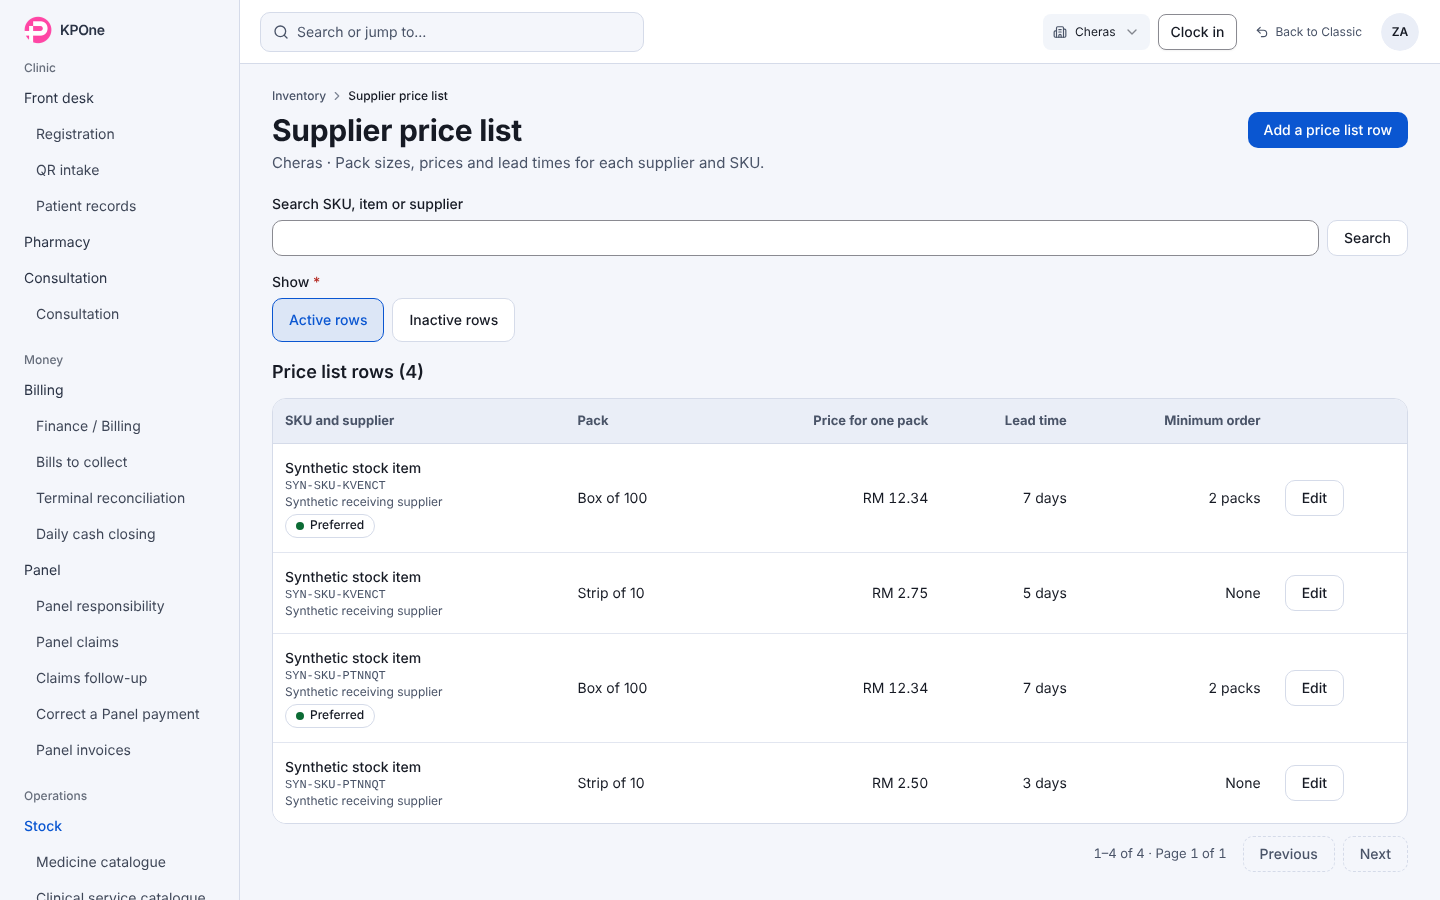 KPOne
Clinic
Front desk
Registration
QR intake
Patient records
Pharmacy
Consultation
Consultation
Money
Billing
Finance / Billing
Bills to collect
Terminal reconciliation
Daily cash closing
Panel
Panel responsibility
Panel claims
Claims follow-up
Correct a Panel payment
Panel invoices
Operations
Stock
Medicine catalogue
Clinical service catalogue
Search or jump to...
Cheras
Clock in
Back to Classic
ZA
Inventory > Supplier price list
Supplier price list
Cheras · Pack sizes, prices and lead times for each supplier and SKU.
Add a price list row
Search SKU, item or supplier
Search
Show *
Active rows
Inactive rows
Price list rows (4)
SKU and supplier Pack Price for one pack Lead time Minimum order
Synthetic stock item
SYN-SKU-KVENCT
Synthetic receiving supplier
Preferred
Box of 100 RM 12.34 7 days 2 packs Edit
Synthetic stock item
SYN-SKU-KVENCT
Synthetic receiving supplier
Strip of 10 RM 2.75 5 days None Edit
Synthetic stock item
SYN-SKU-PTNNQT
Synthetic receiving supplier
Preferred
Box of 100 RM 12.34 7 days 2 packs Edit
Synthetic stock item
SYN-SKU-PTNNQT
Synthetic receiving supplier
Strip of 10 RM 2.50 3 days None Edit
1–4 of 4 · Page 1 of 1
Previous
Next